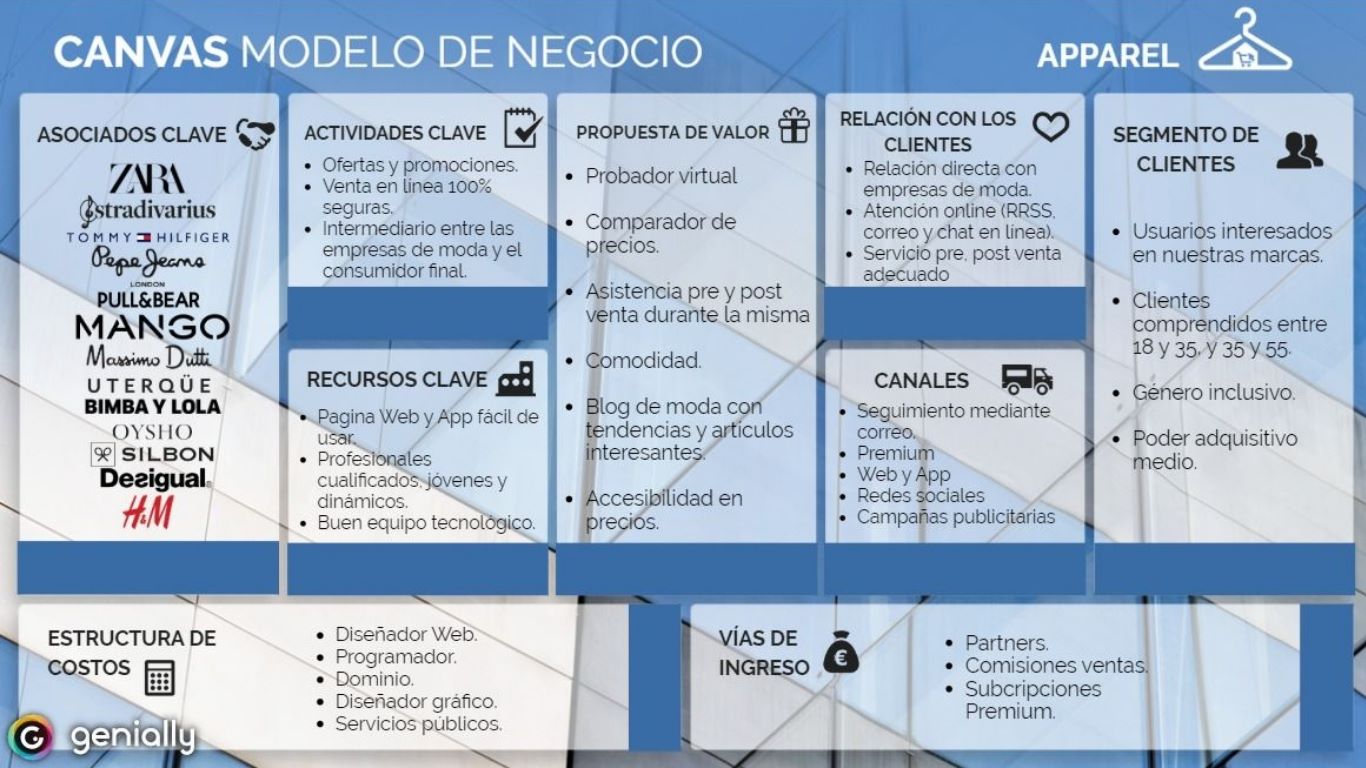 CANVAS MODELO DE NEGOCIO
APPAREL
ASOCIADOS CLAVE
ZARA
stradivarius
TOMMY HILFIGER
Pepe Jeans
LONDON
PULL&BEAR
MANGO
Massimo Dutti
UTERQÜE
BIMBA Y LOLA
OYSHO
SILBON
Desigual.
H&M
ACTIVIDADES CLAVE
• Ofertas y promociones.
• Venta en línea 100%
seguras.
• Intermediario entre las
empresas de moda y el
consumidor final.
RECURSOS CLAVE
• Pagina Web y App fácil de
usar.
• Profesionales
cualificados, jóvenes y
dinámicos.
• Buen equipo tecnológico.
PROPUESTA DE VALOR
• Probador virtual
• Comparador de
precios.
• Asistencia pre y post
venta durante la misma
• Comodidad.
• Blog de moda con
tendencias y artículos
interesantes.
• Accesibilidad en
precios.
RELACIÓN CON LOS
CLIENTES
• Relación directa con
empresas de moda.
• Atención online (RRSS,
correo y chat en línea).
• Servicio pre, post venta
adecuado
CANALES
• Seguimiento mediante
correo.
• Premium
• Web y App
• Redes sociales
• Campañas publicitarias
SEGMENTO DE
CLIENTES
• Usuarios interesados
en nuestras marcas.
• Clientes
comprendidos entre
18 y 35, y 35 y 55.
• Género inclusivo.
• Poder adquisitivo
medio.
ESTRUCTURA DE
COSTOS
• Diseñador Web.
• Programador.
• Dominio.
• Diseñador gráfico.
• Servicios públicos.
VÍAS DE
INGRESO
€
• Partners.
• Comisiones ventas.
• Subcripciones
Premium.
genially